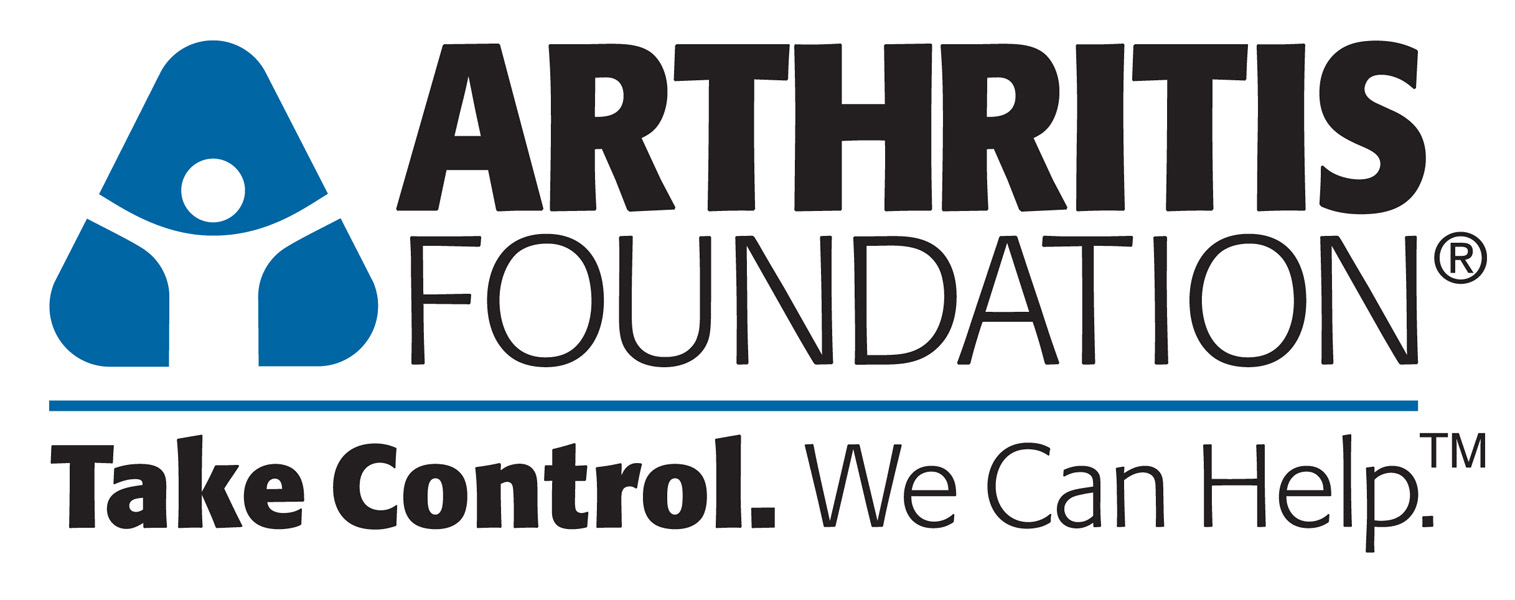 ARTHRITIS
FOUNDATION®
Take Control. We Can Help.™